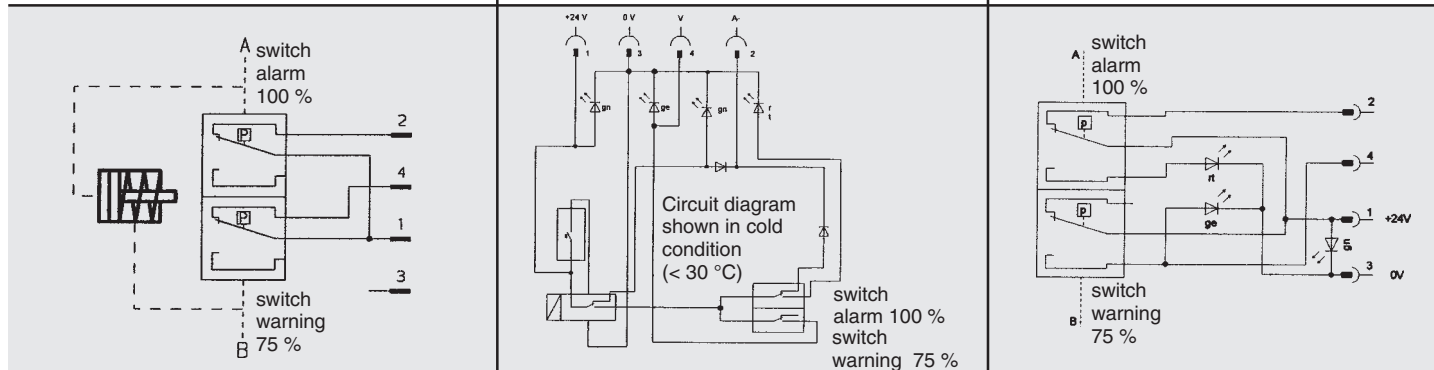 A switch
alarm
100 %
P
2
4
P
1
3
switch
warning
B 75 %
+24 V 0 V V A-
1 3 4 2
gn ge gn r
t
Circuit diagram
shown in cold
condition
(< 30 °C)
switch
alarm 100 %
switch
warning 75 %
A switch
alarm
100 %
p
2
rt
4
p
ge
1 +24V
gn
3 0V
switch
B warning
75 %